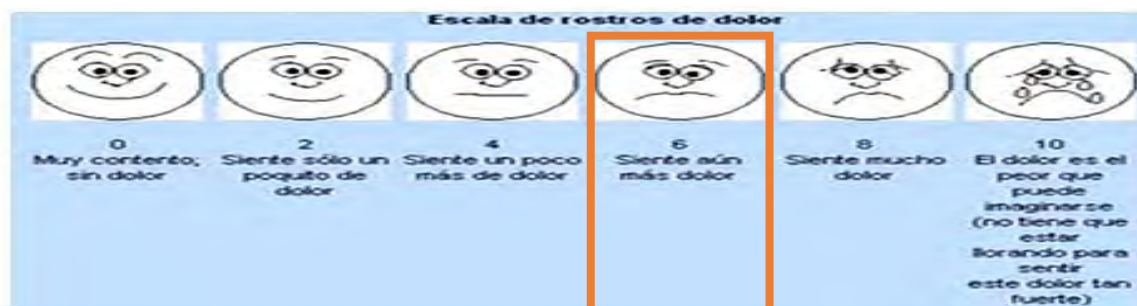 Escala de rostros de dolor
0
Muy contento;
sin dolor
2
Siente sólo un
poquito de
dolor
4
Siente un poco
más de dolor
6
Siente aún
más dolor
8
Siente mucho
dolor
10
El dolor es el
peor que
puede
imaginarse
(no tiene que
estar
llorando para
sentir
este dolor tan
fuerte)